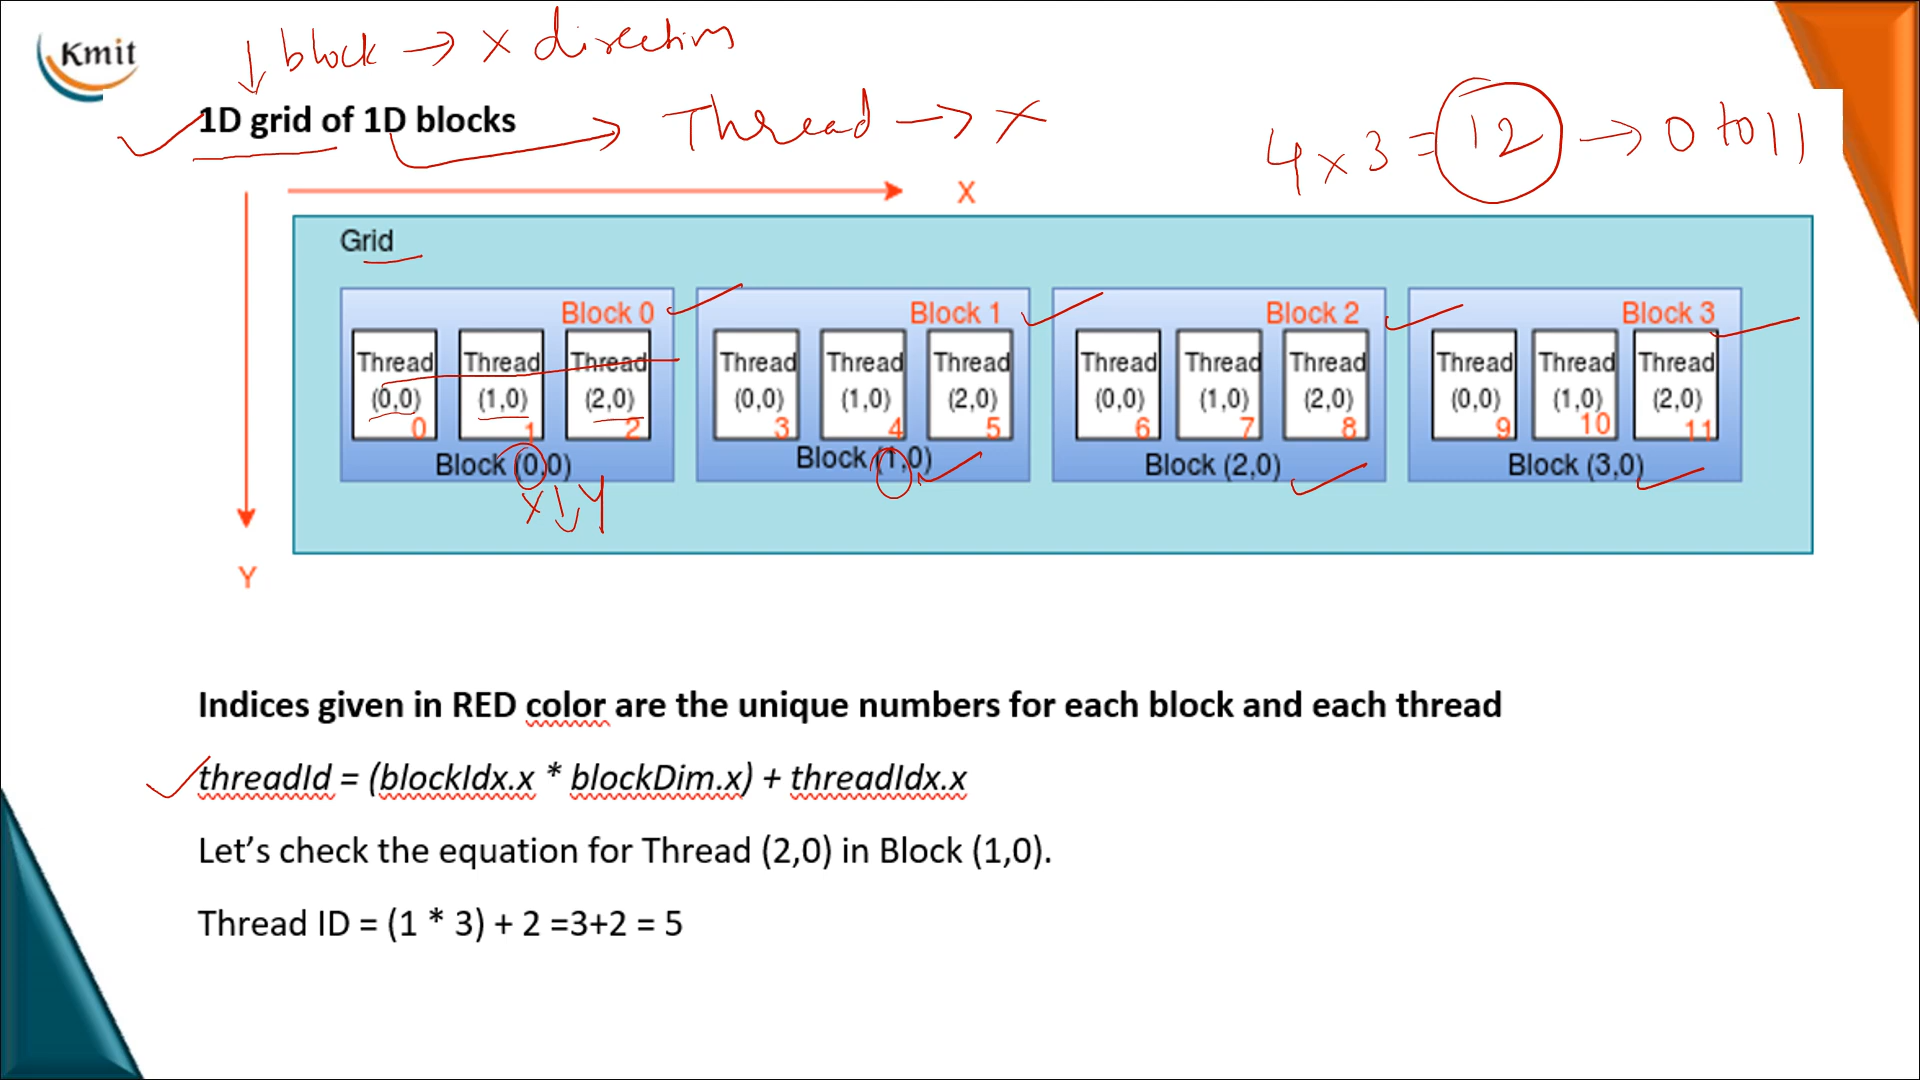 Kmit
↓ block → x direction
1D grid of 1D blocks → Thread → x
4 x 3 = 12 → 0 to 11
X
Grid
Block 0 Block 1 Block 2 Block 3
Thread Thread Thread Thread Thread Thread Thread Thread Thread Thread Thread Thread
(0,0) (1,0) (2,0) (0,0) (1,0) (2,0) (0,0) (1,0) (2,0) (0,0) (1,0) (2,0)
0 1 2 3 4 5 6 7 8 9 10 11
Block (0,0) Block (1,0) Block (2,0) Block (3,0)
x ↓ y
Y
Indices given in RED color are the unique numbers for each block and each thread
threadId = (blockIdx.x * blockDim.x) + threadIdx.x
Let’s check the equation for Thread (2,0) in Block (1,0).
Thread ID = (1 * 3) + 2 =3+2 = 5